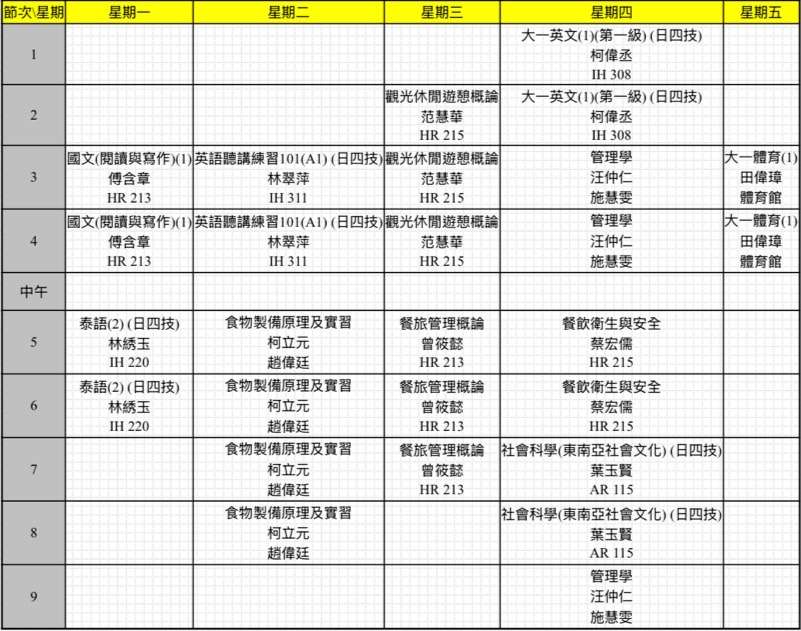 節次\星期 星期一 星期二 星期三 星期四 星期五
大一英文(1)(第一級) (日四技)
1 柯偉丞
IH 308
觀光休閒遊憩概論 大一英文(1)(第一級) (日四技)
2 范慧華 柯偉丞
HR 215 IH 308
國文(閱讀與寫作)(1) 英語聽講練習101(A1) (日四技) 觀光休閒遊憩概論 管理學 大一體育(1)
3 傅含章 林翠萍 范慧華 汪仲仁 田偉璋
HR 213 IH 311 HR 215 施慧雯 體育館
國文(閱讀與寫作)(1) 英語聽講練習101(A1) (日四技) 觀光休閒遊憩概論 管理學 大一體育(1)
4 傅含章 林翠萍 范慧華 汪仲仁 田偉璋
HR 213 IH 311 HR 215 施慧雯 體育館
中午
泰語(2) (日四技) 食物製備原理及實習 餐旅管理概論 餐飲衛生與安全
5 林綉玉 柯立元 曾筱懿 蔡宏儒
IH 220 趙偉廷 HR 213 HR 215
泰語(2) (日四技) 食物製備原理及實習 餐旅管理概論 餐飲衛生與安全
6 林綉玉 柯立元 曾筱懿 蔡宏儒
IH 220 趙偉廷 HR 213 HR 215
食物製備原理及實習 餐旅管理概論 社會科學(東南亞社會文化) (日四技)
7 柯立元 曾筱懿 葉玉賢
趙偉廷 HR 213 AR 115
食物製備原理及實習 社會科學(東南亞社會文化) (日四技)
8 柯立元 葉玉賢
趙偉廷 AR 115
管理學
9 汪仲仁
施慧雯